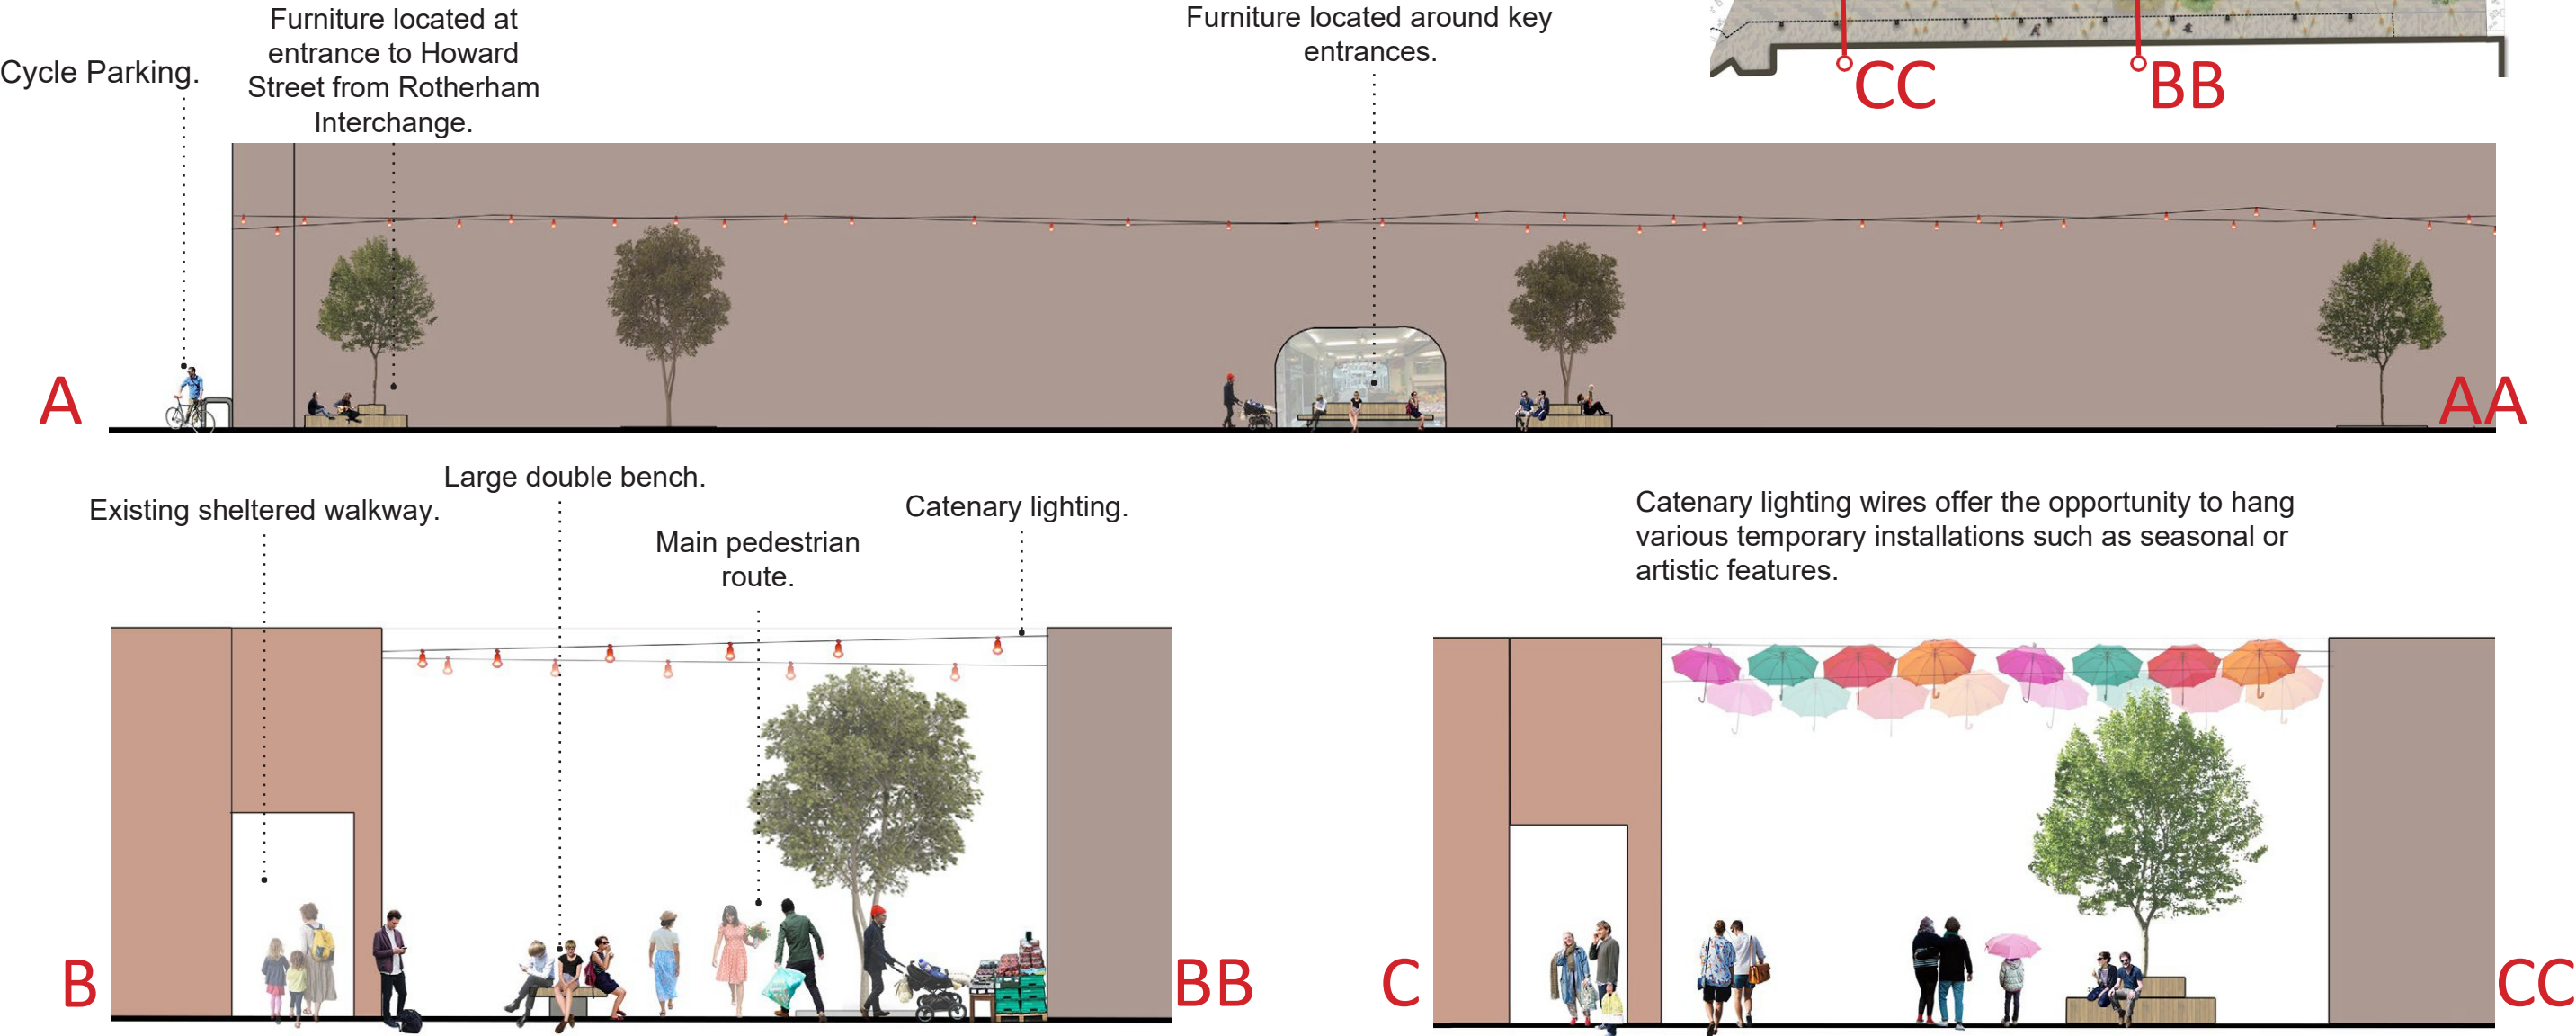 Furniture located at
entrance to Howard
Street from Rotherham
Interchange.
Cycle Parking.
Furniture located around key
entrances.
CC
BB
A
AA
Existing sheltered walkway.
Large double bench.
Main pedestrian
route.
Catenary lighting.
Catenary lighting wires offer the opportunity to hang
various temporary installations such as seasonal or
artistic features.
B
BB
C
CC